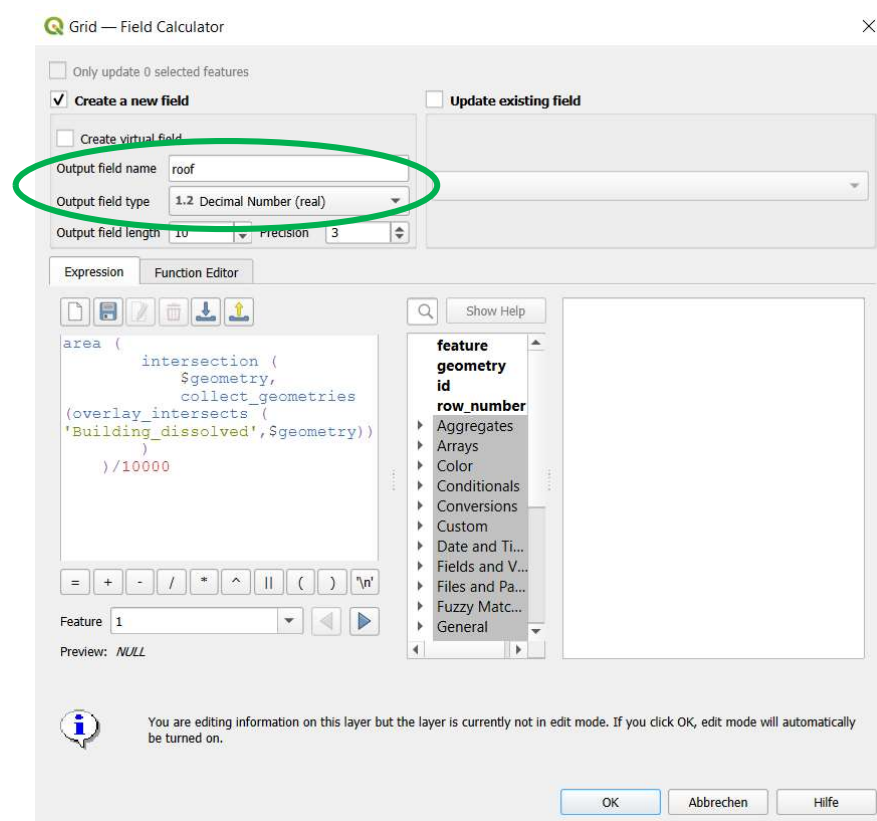 Grid — Field Calculator
Only update 0 selected features
Create a new field
Update existing field
Create virtual field
Output field name roof
Output field type 1.2 Decimal Number (real)
Output field length 10 Precision 3
Expression Function Editor
Show Help
area (
intersection (
$geometry,
collect_geometries
(overlay_intersects (
'Building_dissolved',$geometry))
)
)/10000
feature
geometry
id
row_number
Aggregates
Arrays
Color
Conditionals
Conversions
Custom
Date and Ti...
Fields and V...
Files and Pa...
Fuzzy Matc...
General
= + - / * ^ || ( ) '\n'
Feature 1
Preview: NULL
You are editing information on this layer but the layer is currently not in edit mode. If you click OK, edit mode will automatically
be turned on.
OK Abbrechen Hilfe